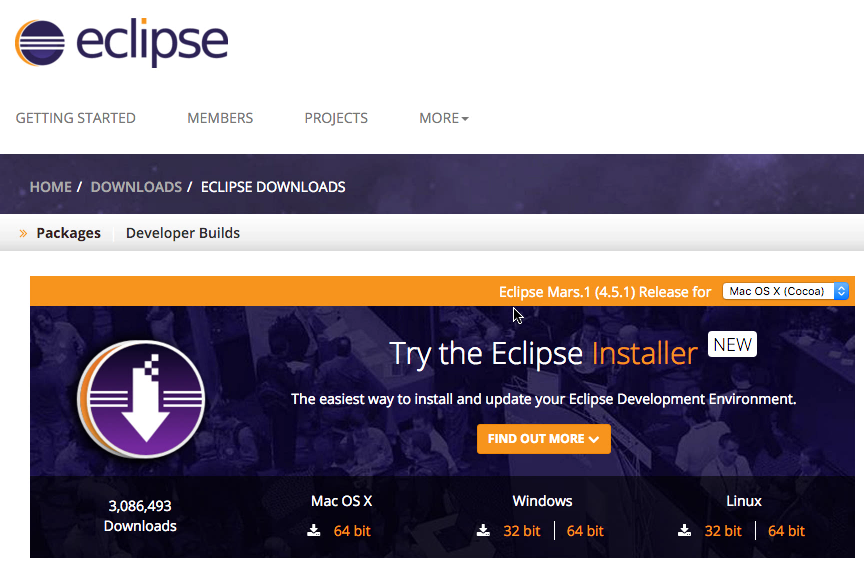 eclipse
GETTING STARTED MEMBERS PROJECTS MORE
HOME / DOWNLOADS / ECLIPSE DOWNLOADS
» Packages Developer Builds
Eclipse Mars.1 (4.5.1) Release for Mac OS X (Cocoa)
Try the Eclipse Installer NEW
The easiest way to install and update your Eclipse Development Environment.
FIND OUT MORE
3,086,493
Downloads
Mac OS X
64 bit
Windows
32 bit | 64 bit
Linux
32 bit | 64 bit